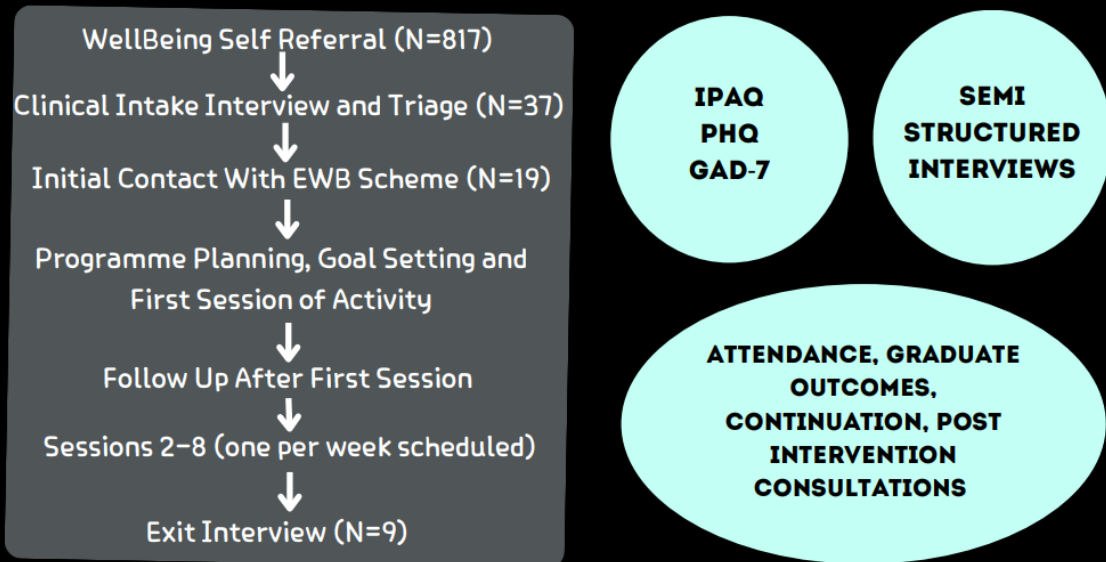 WellBeing Self Referral (N=817)
Clinical Intake Interview and Triage (N=37)
Initial Contact With EWB Scheme (N=19)
Programme Planning, Goal Setting and
First Session of Activity
Follow Up After First Session
Sessions 2-8 (one per week scheduled)
Exit Interview (N=9)
IPAQ
PHQ
GAD-7
SEMI
STRUCTURED
INTERVIEWS
ATTENDANCE, GRADUATE
OUTCOMES,
CONTINUATION, POST
INTERVENTION
CONSULTATIONS